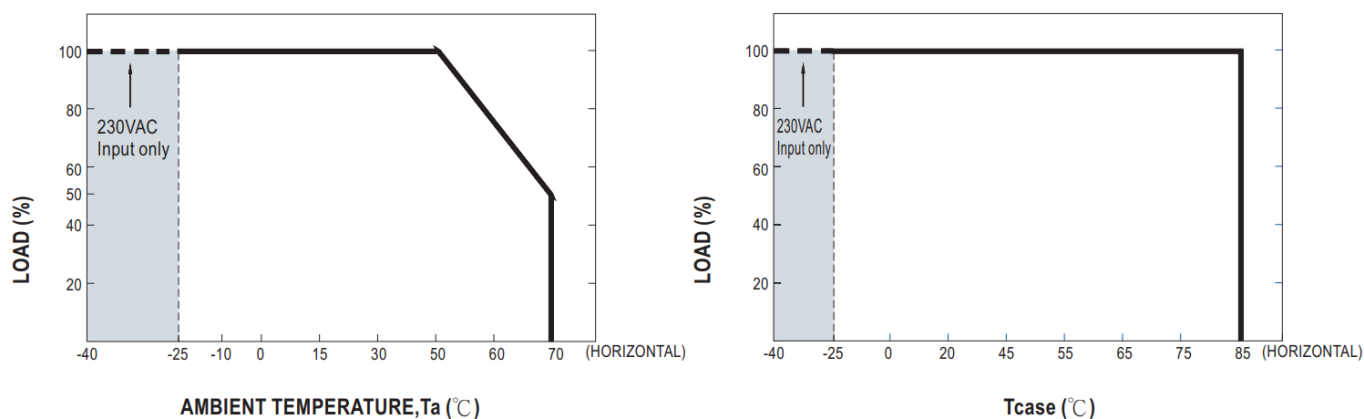 100
80
60
50
40
20
230VAC
Input only
LOAD (%)
-40 -25 -10 0 15 30 50 60 70 (HORIZONTAL)
AMBIENT TEMPERATURE,Ta (℃)
100
80
60
40
20
230VAC
Input only
LOAD (%)
-40 -25 0 20 45 55 65 75 85 (HORIZONTAL)
Tcase (℃)